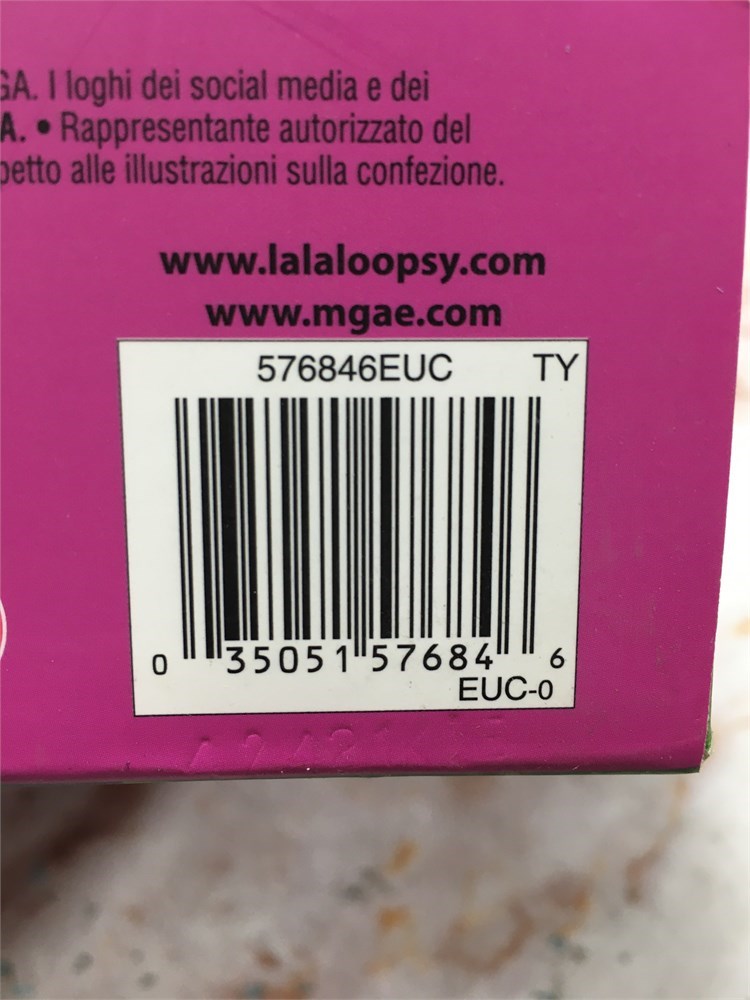 GA. I loghi dei social media e dei
A. • Rappresentante autorizzato del
petto alle illustrazioni sulla confezione.
www.lalaloopsy.com
www.mgae.com
576846EUC TY
0 35051 57684 6
EUC-0